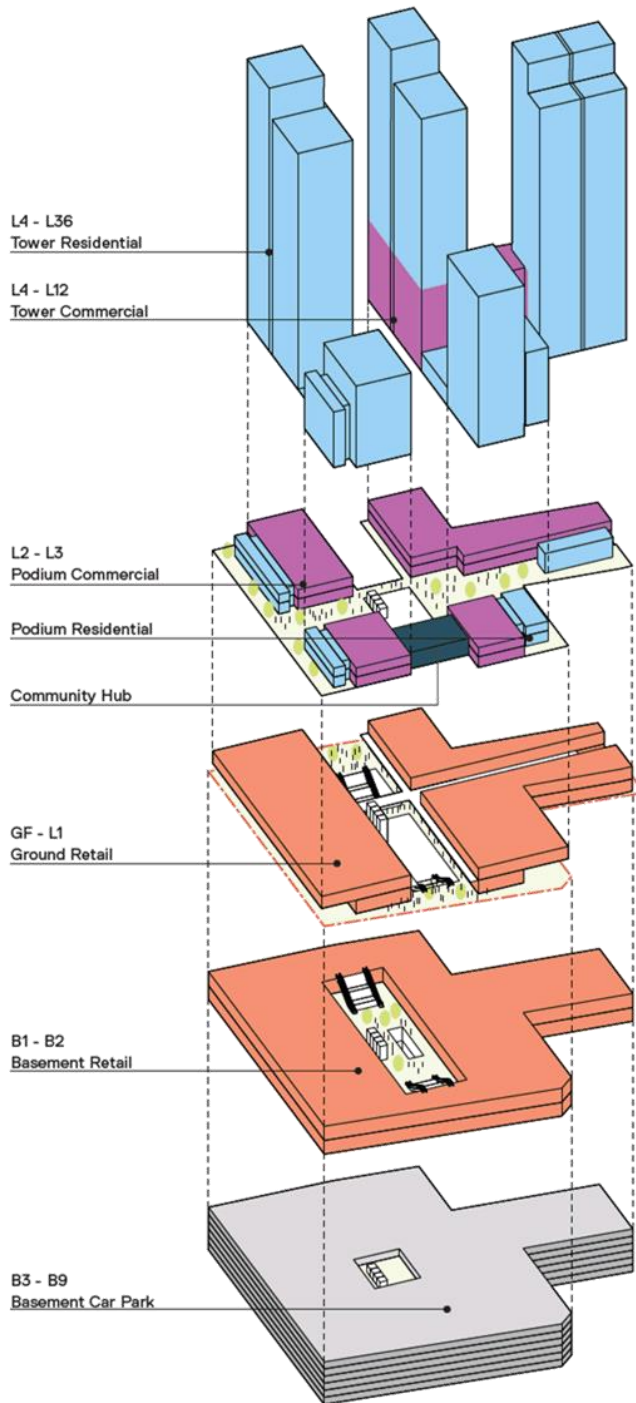 L4 - L36
Tower Residential
L4 - L12
Tower Commercial
L2 - L3
Podium Commercial
Podium Residential
Community Hub
GF - L1
Ground Retail
B1 - B2
Basement Retail
B3 - B9
Basement Car Park